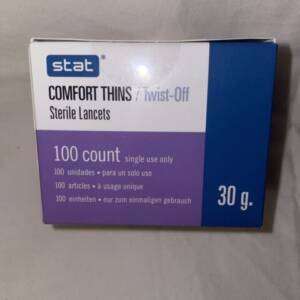 stat®
COMFORT THINS / Twist-Off
Sterile Lancets
100 count single use only
100 unidades • para un solo uso
100 articles • à usage unique
100 einheiten • nur zum einmaligen gebrauch
30 g.